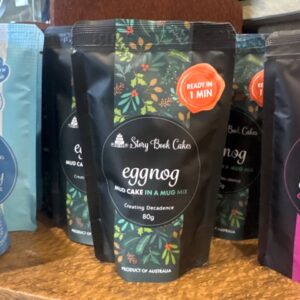 READY IN
1 MIN
Story Book Cakes
eggnog
MUD CAKE IN A MUG MIX
Creating Decadence
80g
PRODUCT OF AUSTRALIA